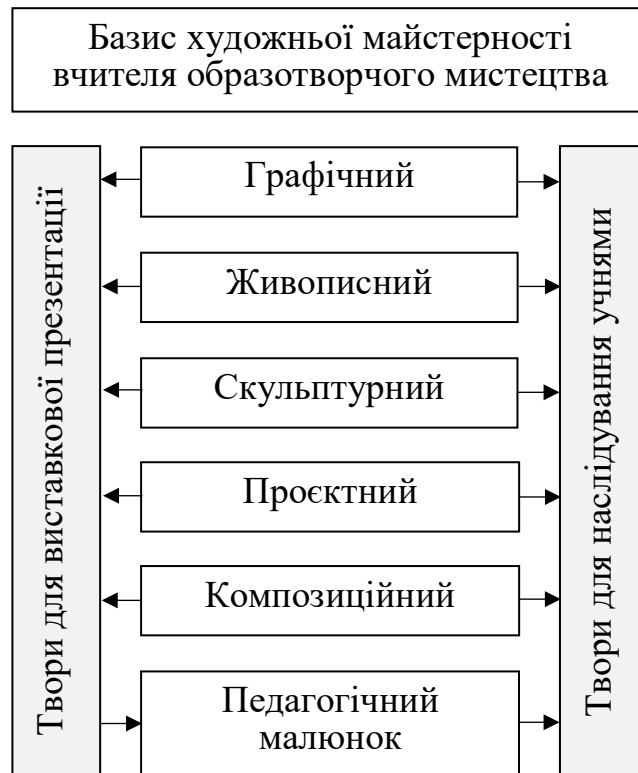 Базис художньої майстерності
вчителя образотворчого мистецтва
Твори для виставкової презентації
Графічний
Живописний
Скульптурний
Проєктний
Композиційний
Педагогічний
малюнок
Твори для наслідування учнями